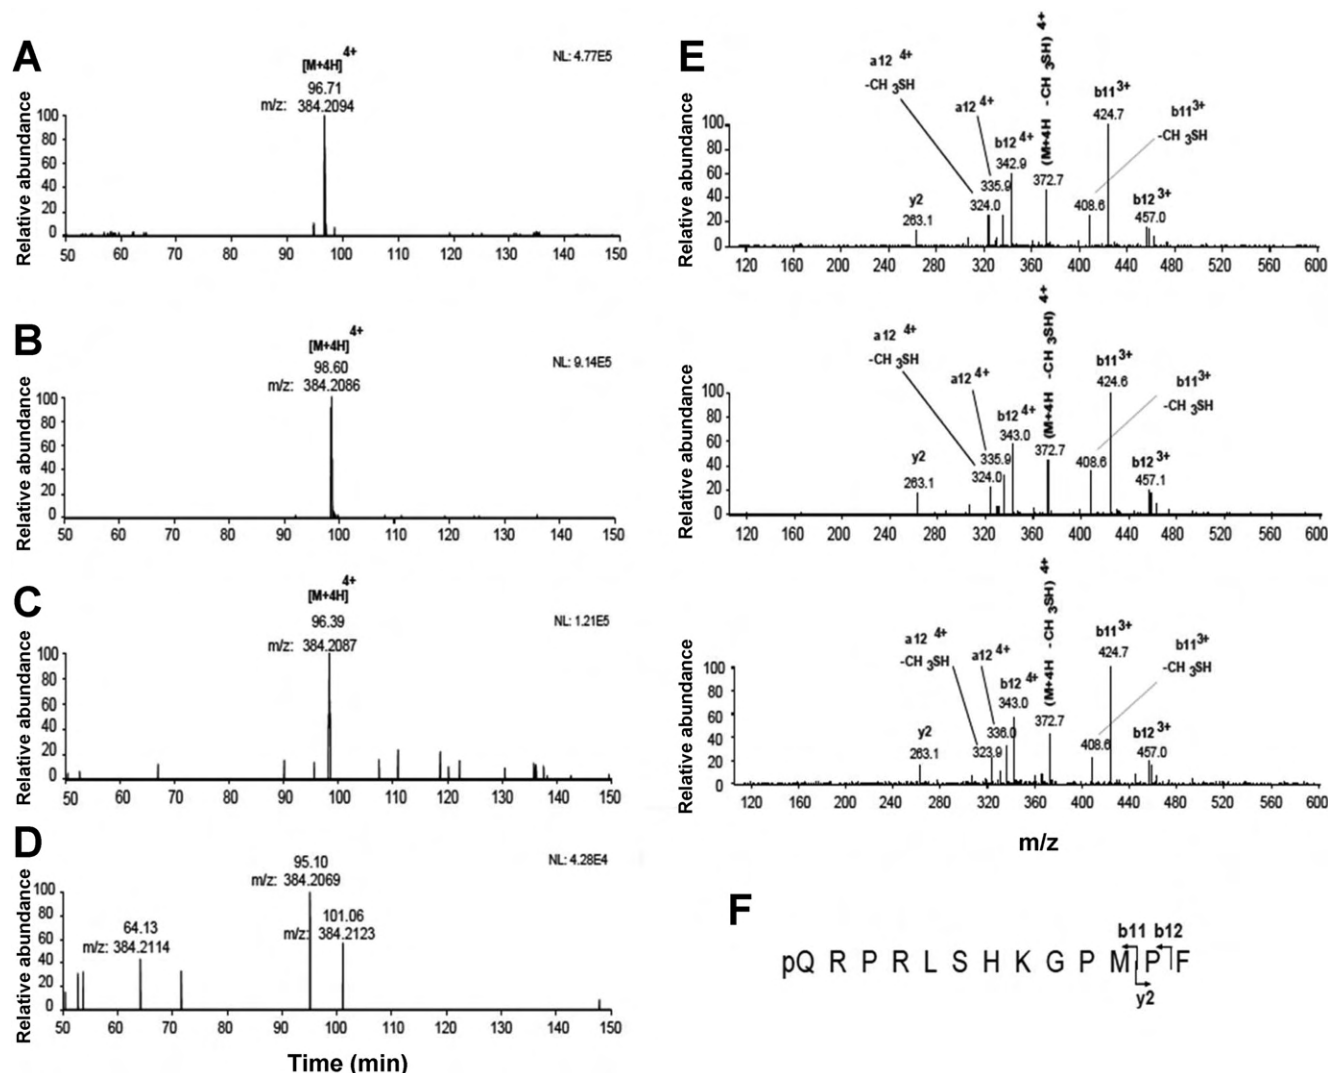 A
[M+4H] 4+
96.71
m/z: 384.2094
NL: 4.77E5
Relative abundance
100
80
60
40
20
0
50 60 70 80 90 100 110 120 130 140 150
B
[M+4H] 4+
98.60
m/z: 384.2086
NL: 9.14E5
Relative abundance
100
80
60
40
20
0
50 60 70 80 90 100 110 120 130 140 150
C
[M+4H] 4+
96.39
m/z: 384.2087
NL: 1.21E5
Relative abundance
100
80
60
40
20
0
50 60 70 80 90 100 110 120 130 140 150
D
95.10
m/z: 384.2069
NL: 4.28E4
101.06
m/z: 384.2123
64.13
m/z: 384.2114
Relative abundance
100
80
60
40
20
0
50 60 70 80 90 100 110 120 130 140 150
Time (min)
E
a12 4+
-CH 3SH
a12 4+
b12 4+
342.9
335.9
324.0
(M+4H -CH 3SH) 4+
372.7
b11 3+
424.7
b11 3+
-CH 3SH
408.6
b12 3+
457.0
y2
263.1
Relative abundance
100
80
60
40
20
0
120 160 200 240 280 320 360 400 440 480 520 560 600
a12 4+
-CH 3SH
a12 4+
b12 4+
343.0
335.9
324.0
(M+4H -CH 3SH) 4+
372.7
b11 3+
424.6
b11 3+
-CH 3SH
408.6
b12 3+
457.1
y2
263.1
Relative abundance
100
80
60
40
20
0
120 160 200 240 280 320 360 400 440 480 520 560 600
a12 4+
-CH 3SH
a12 4+
b12 4+
343.0
336.0
323.9
(M+4H -CH 3SH) 4+
372.7
b11 3+
424.7
b11 3+
-CH 3SH
408.6
b12 3+
457.0
y2
263.1
Relative abundance
100
80
60
40
20
0
120 160 200 240 280 320 360 400 440 480 520 560 600
m/z
F
b11 b12
pQ R P R L S H K G P M P F
y2